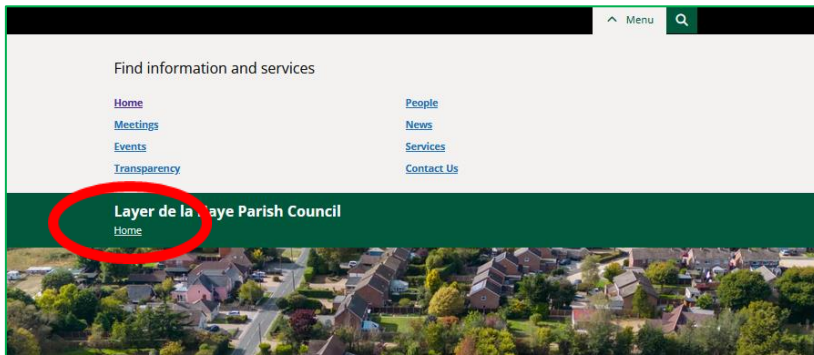 Menu
Find information and services
Home
People
Meetings
News
Events
Services
Transparency
Contact Us
Layer de la Haye Parish Council
Home